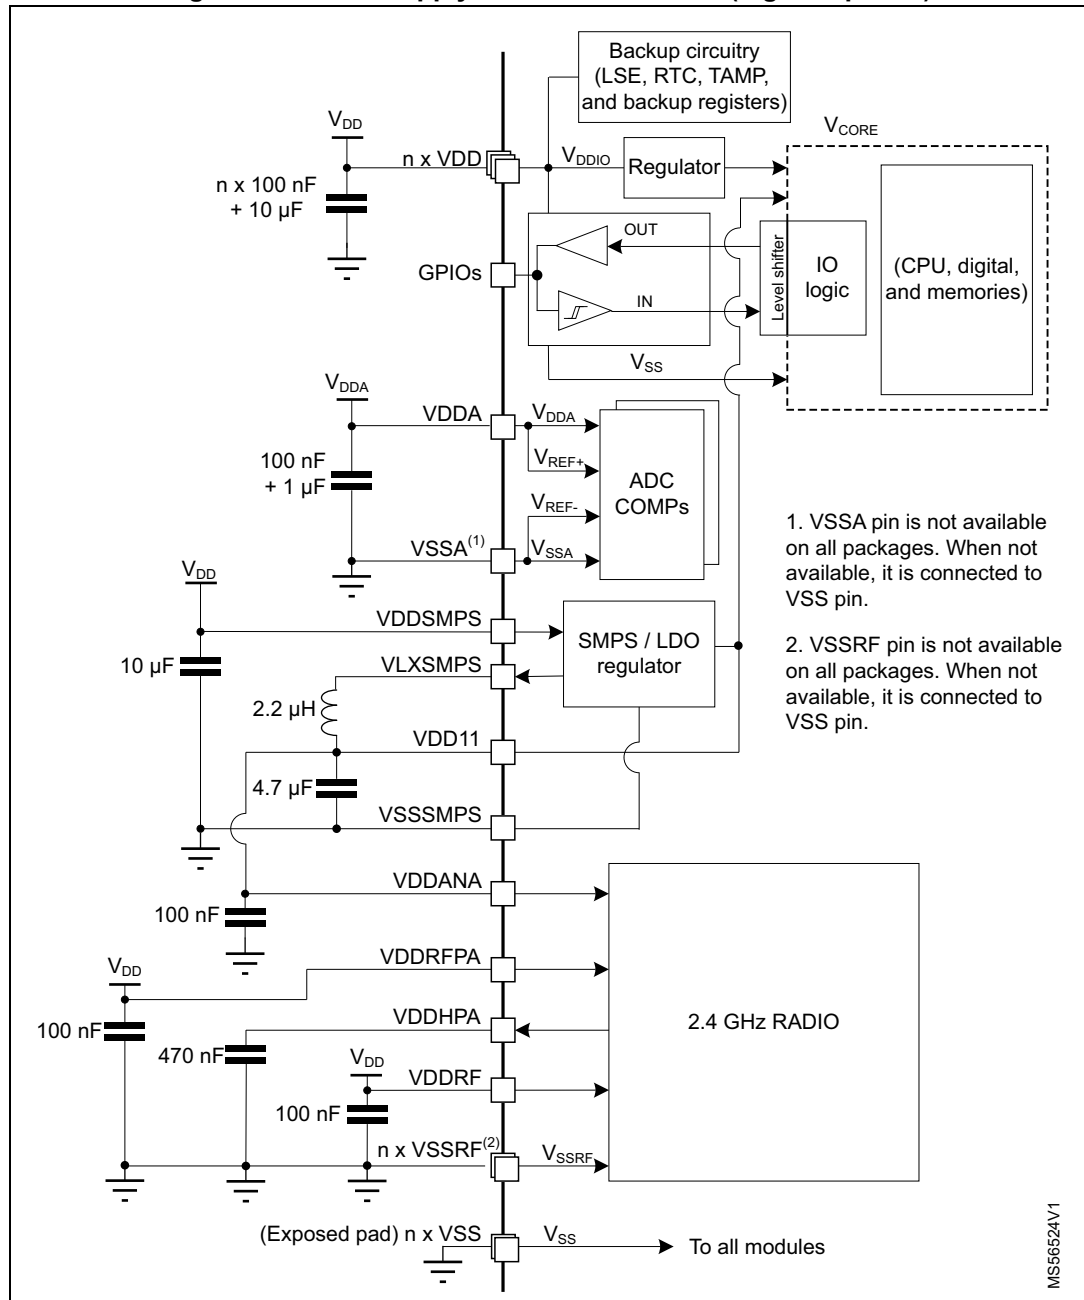 Backup circuitry
(LSE, RTC, TAMP,
and backup registers)
VCORE
VDD
n x VDD
VDDIO
Regulator
n x 100 nF
+ 10 µF
OUT
GPIOs
IN
Level shifter
IO
logic
(CPU, digital,
and memories)
VSS
VDDA
VDDA
VDDA
100 nF
+ 1 µF
VREF+
ADC
COMPs
VREF-
VSSA(1)
VSSA
1. VSSA pin is not available
on all packages. When not
available, it is connected to
VSS pin.
2. VSSRF pin is not available
on all packages. When not
available, it is connected to
VSS pin.
VDD
VDDSMPS
SMPS / LDO
regulator
10 µF
VLXSMPS
2.2 µH
VDD11
4.7 µF
VSSSMPS
VDDANA
100 nF
VDD
VDDRFPA
100 nF
VDDHPA
2.4 GHz RADIO
470 nF
VDD
VDDRF
100 nF
n x VSSRF(2)
VSSRF
(Exposed pad) n x VSS
VSS
To all modules
MS56524V1